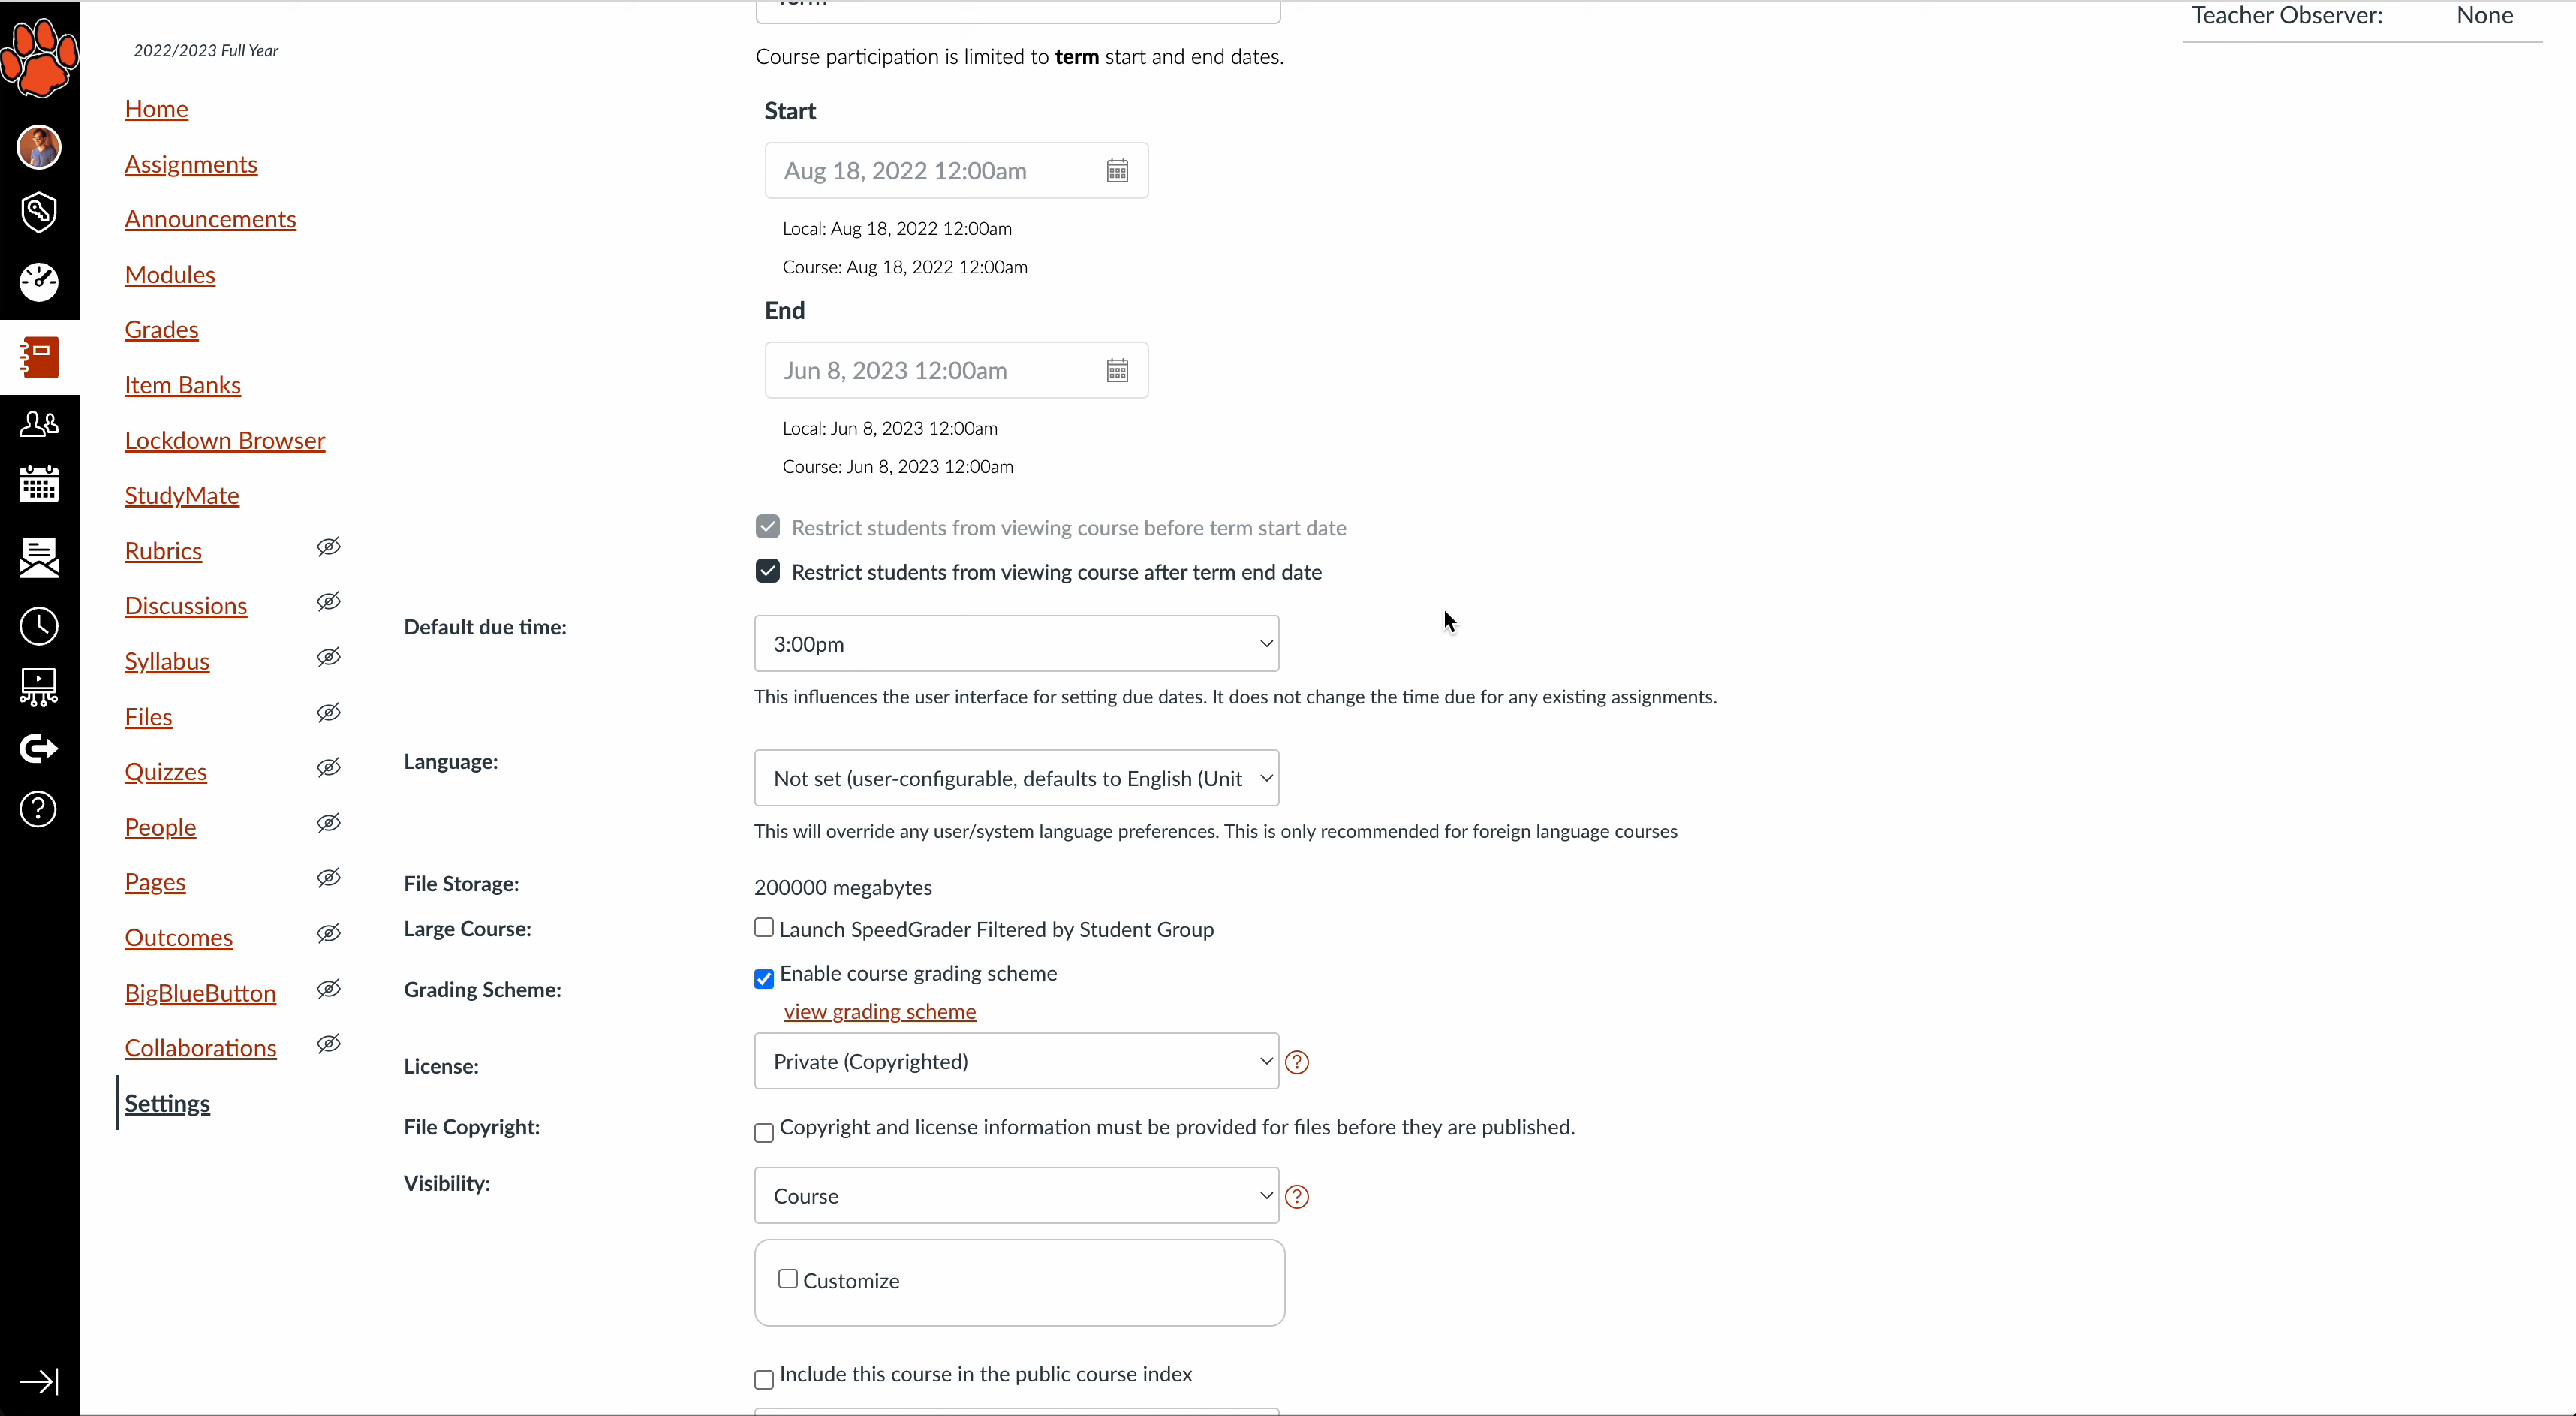 2022/2023 Full Year
Home
Assignments
Announcements
Modules
Grades
Item Banks
Lockdown Browser
StudyMate
Rubrics
Discussions
Syllabus
Files
Quizzes
People
Pages
Outcomes
BigBlueButton
Collaborations
Settings
Course participation is limited to term start and end dates.
Start
Aug 18, 2022 12:00am
Local: Aug 18, 2022 12:00am
Course: Aug 18, 2022 12:00am
End
Jun 8, 2023 12:00am
Local: Jun 8, 2023 12:00am
Course: Jun 8, 2023 12:00am
Restrict students from viewing course before term start date
Restrict students from viewing course after term end date
Default due time:
3:00pm
This influences the user interface for setting due dates. It does not change the time due for any existing assignments.
Language:
Not set (user-configurable, defaults to English (Unit
This will override any user/system language preferences. This is only recommended for foreign language courses
File Storage:
200000 megabytes
Large Course:
Launch SpeedGrader Filtered by Student Group
Grading Scheme:
Enable course grading scheme
view grading scheme
License:
Private (Copyrighted)
File Copyright:
Copyright and license information must be provided for files before they are published.
Visibility:
Course
Customize
Include this course in the public course index
Teacher Observer: None